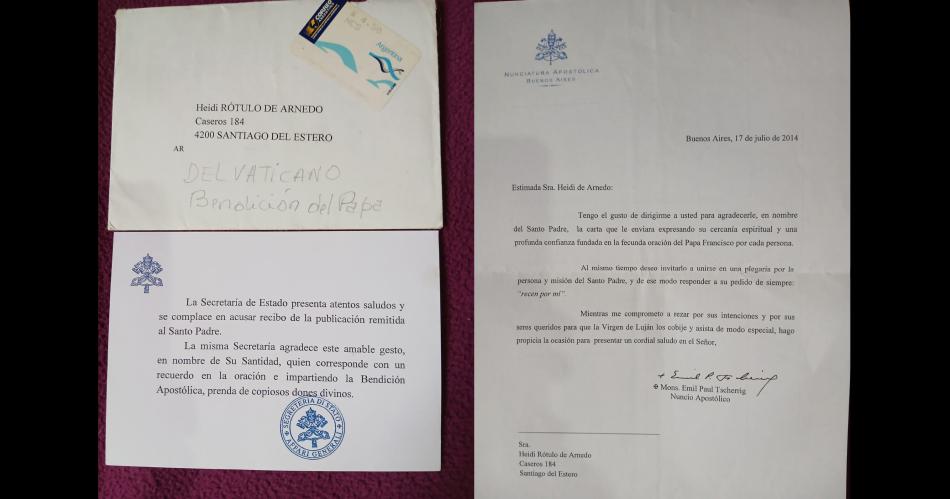 CORREO
4.50
Argentina
Heidi RÓTULO DE ARNEDO
Caseros 184
4200 SANTIAGO DEL ESTERO
AR
DEL VATICANO
Bendición del Papa
La Secretaría de Estado presenta atentos saludos y
se complace en acusar recibo de la publicación remitida
al Santo Padre.
La misma Secretaría agradece este amable gesto,
en nombre de Su Santidad, quien corresponde con un
recuerdo en la oración e impartiendo la Bendición
Apostólica, prenda de copiosos dones divinos.
SEGRETERIA DI STATO
AFFARI GENERALI
NUNCIATURA APOSTÓLICA
BUENOS AIRES
Buenos Aires, 17 de julio de 2014
Estimada Sra. Heidi de Arnedo:
Tengo el gusto de dirigirme a usted para agradecerle, en nombre
del Santo Padre, la carta que le enviara expresando su cercanía espiritual y una
profunda confianza fundada en la fecunda oración del Papa Francisco por cada persona.
Al mismo tiempo deseo invitarlo a unirse en una plegaria por la
persona y misión del Santo Padre, y de ese modo responder a su pedido de siempre:
"recen por mí".
Mientras me comprometo a rezar por sus intenciones y por sus
seres queridos para que la Virgen de Luján los cobije y asista de modo especial, hago
propicia la ocasión para presentar un cordial saludo en el Señor,
+ Emil P. Tscherrig
✠ Mons. Emil Paul Tscherrig
Nuncio Apostólico
Sra.
Heidi Rótulo de Arnedo
Caseros 184
Santiago del Estero